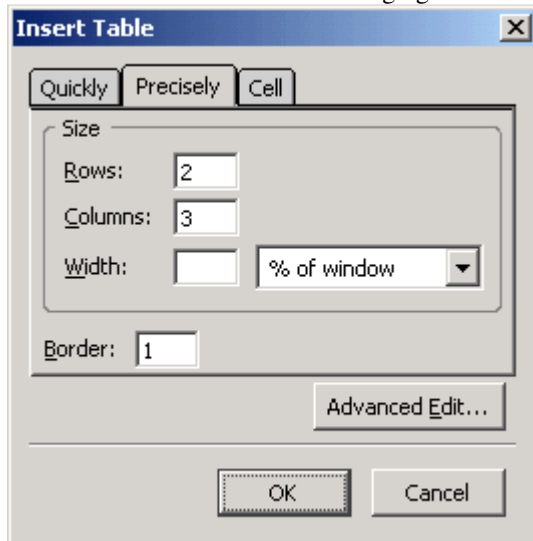 Insert Table
Quickly Precisely Cell
Size
Rows: 2
Columns: 3
Width: % of window
Border: 1
Advanced Edit...
OK Cancel